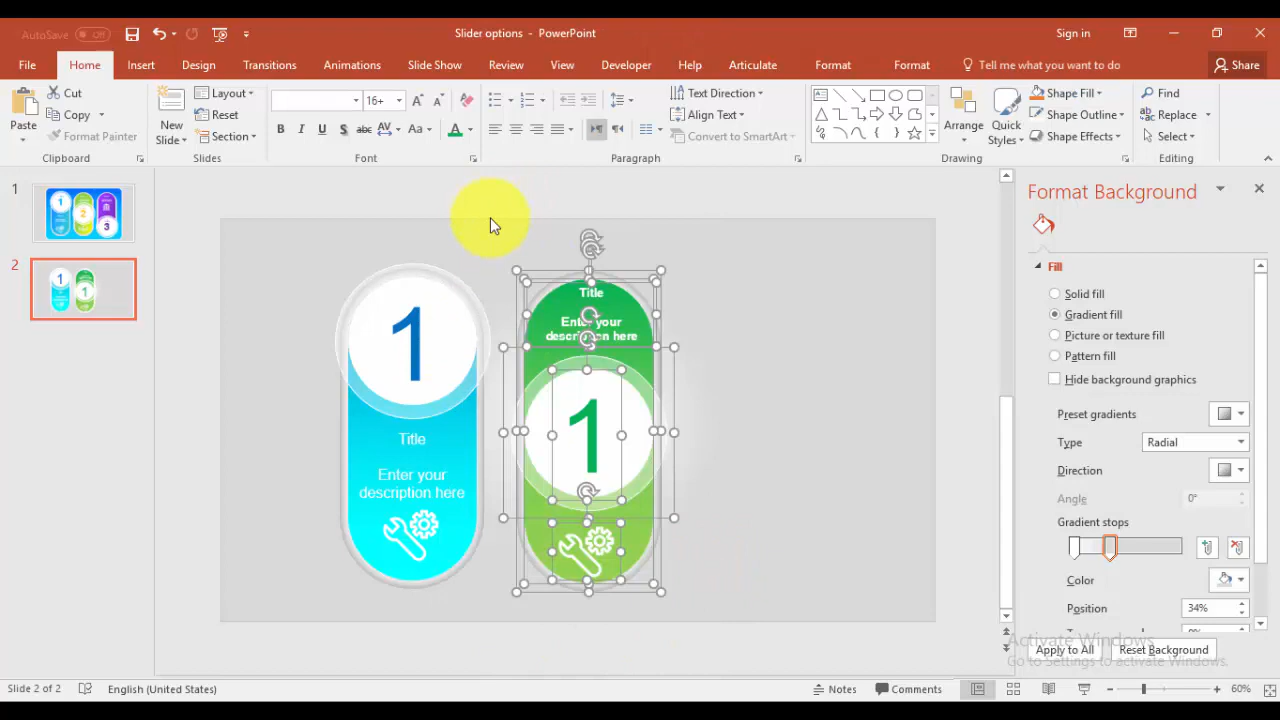 AutoSave Off
Slider options - PowerPoint
Sign in
File Home Insert Design Transitions Animations Slide Show Review View Developer Help Articulate Format Format Tell me what you want to do Share
Paste
Cut
Copy
Format Painter
Clipboard
New Slide
Layout
Reset
Section
Slides
16+
Font
Text Direction
Align Text
Convert to SmartArt
Paragraph
Arrange
Quick Styles
Shape Fill
Shape Outline
Shape Effects
Drawing
Find
Replace
Select
Editing
1
1
2
3
2
1
1
1
Title
Enter your
description here
Title
Enter your
description here
1
Format Background
Fill
Solid fill
Gradient fill
Picture or texture fill
Pattern fill
Hide background graphics
Preset gradients
Type Radial
Direction
Angle 0°
Gradient stops
Color
Position 34%
Activate Windows
Go to Settings to activate Windows.
Apply to All Reset Background
Slide 2 of 2 English (United States) Notes Comments 60%